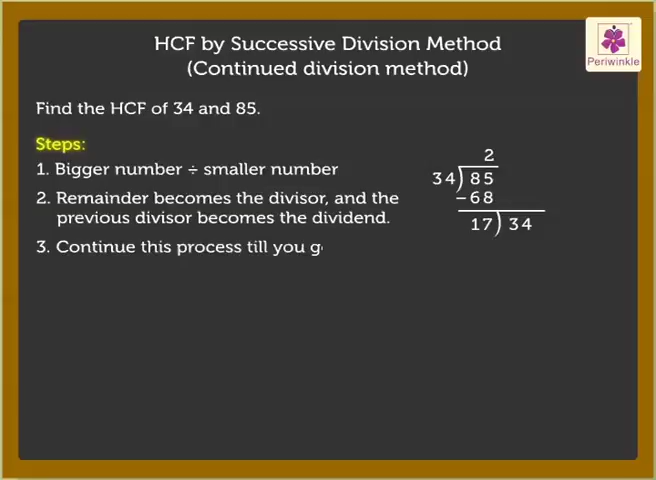 HCF by Successive Division Method
(Continued division method)
Periwinkle
Find the HCF of 34 and 85.
Steps:
1. Bigger number ÷ smaller number
2. Remainder becomes the divisor, and the
previous divisor becomes the dividend.
3. Continue this process till you g
2
34) 85
–68
17) 34